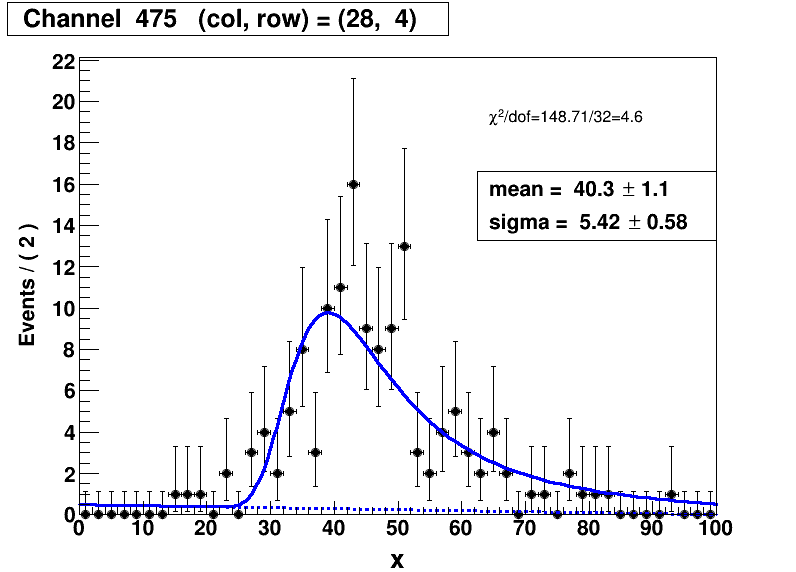 Channel 475 (col, row) = (28, 4)
χ²/dof=148.71/32=4.6
mean = 40.3 ± 1.1
sigma = 5.42 ± 0.58
Events / ( 2 )
22
20
18
16
14
12
10
8
6
4
2
0
0 10 20 30 40 50 60 70 80 90 100
x